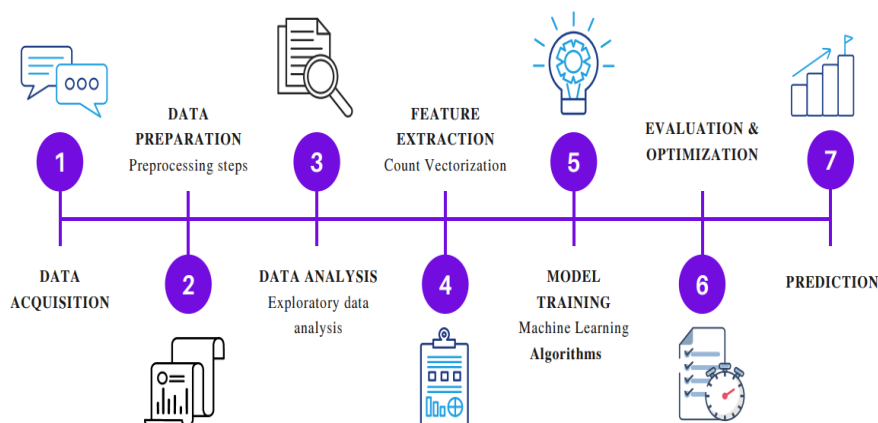 1
DATA
ACQUISITION
DATA
PREPARATION
Preprocessing steps
2
3
DATA ANALYSIS
Exploratory data
analysis
FEATURE
EXTRACTION
Count Vectorization
4
5
MODEL
TRAINING
Machine Learning
Algorithms
EVALUATION &
OPTIMIZATION
6
7
PREDICTION